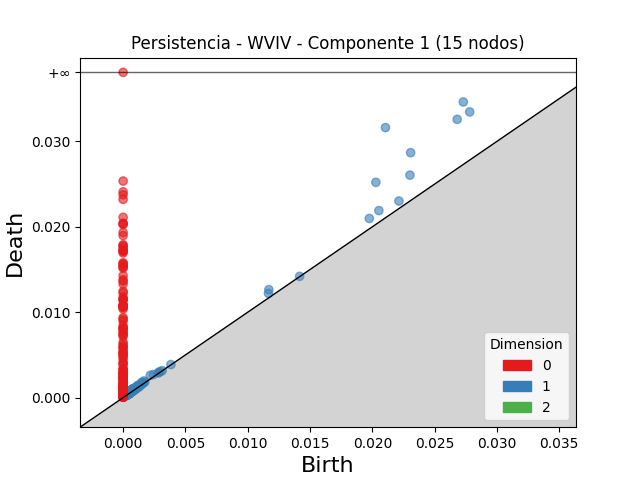 Persistencia - WVIV - Componente 1 (15 nodos)
+∞
0.030
0.020
0.010
0.000
Death
Dimension
0
1
2
0.000 0.005 0.010 0.015 0.020 0.025 0.030 0.035
Birth